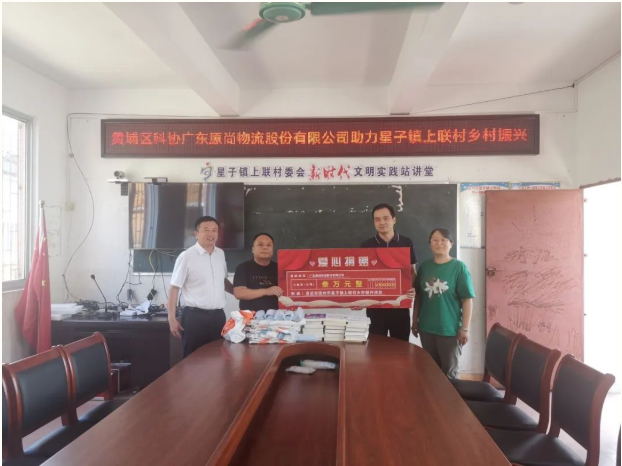 黄埔区科协广东原尚物流股份有限公司助力星子镇上联村乡村振兴
星子镇上联村委会新时代文明实践站讲堂
爱心捐赠
叁万元整